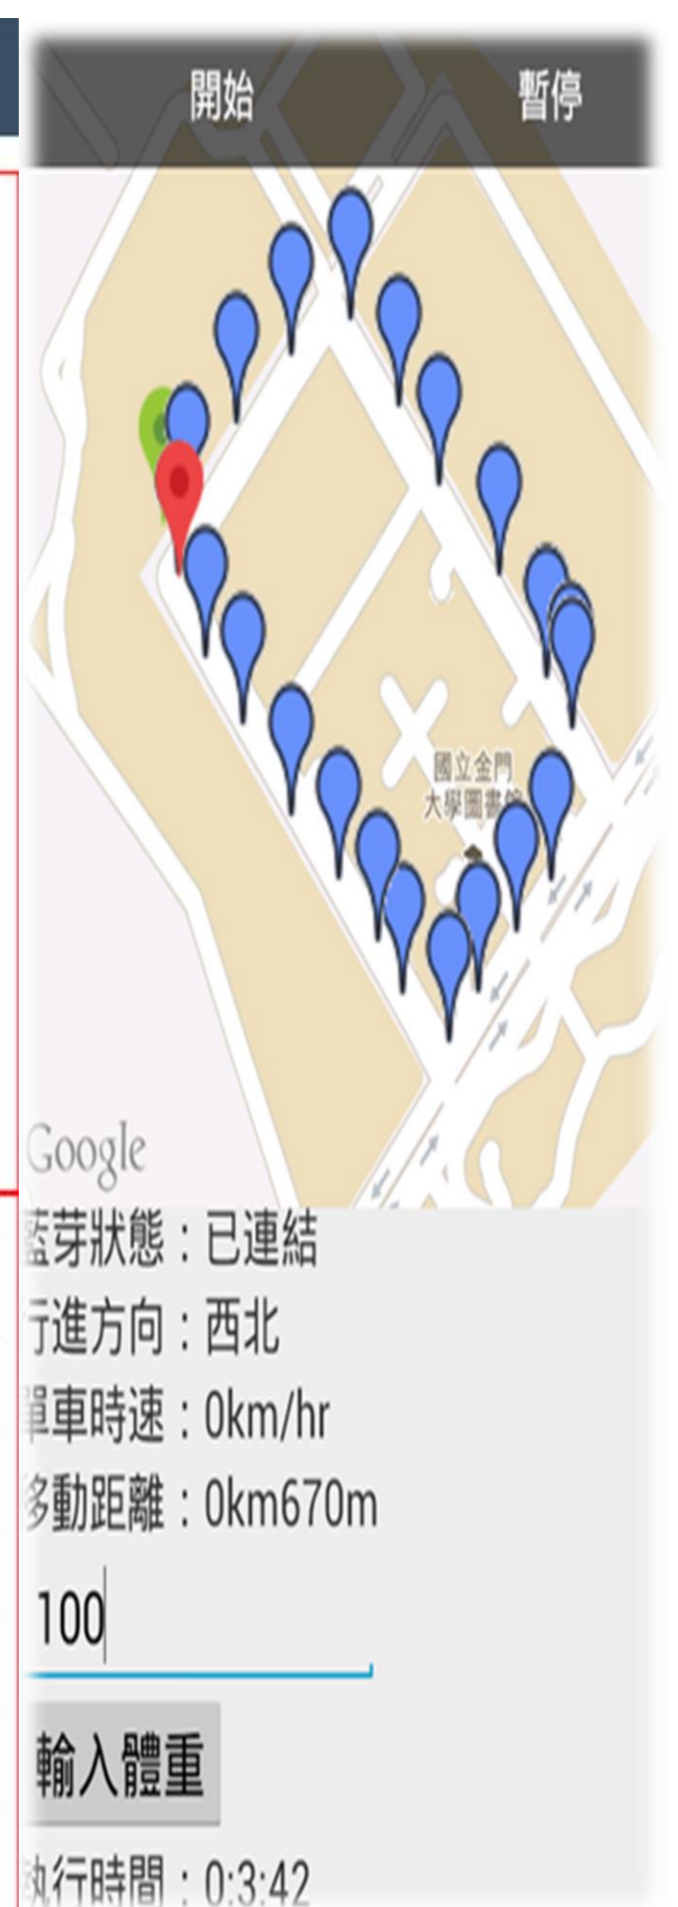 開始 暫停
國立金門
大學圖書館
Google
藍芽狀態：已連結
行進方向：西北
單車時速：0km/hr
移動距離：0km670m
100
輸入體重
執行時間：0:3:42